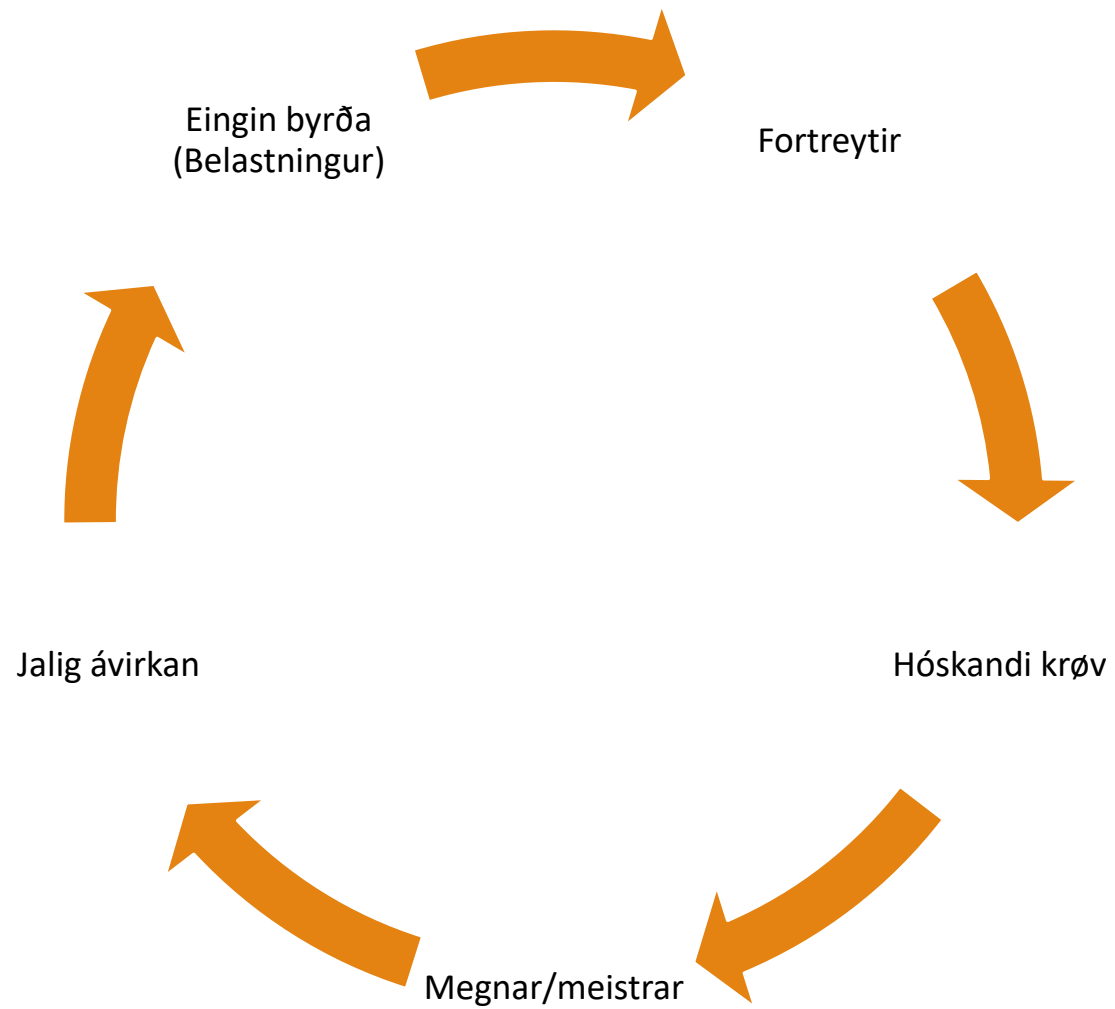 Eingin byrða
(Belastningur)
Fortreytir
Hóskandi krøv
Megnar/meistrar
Jalig ávirkan